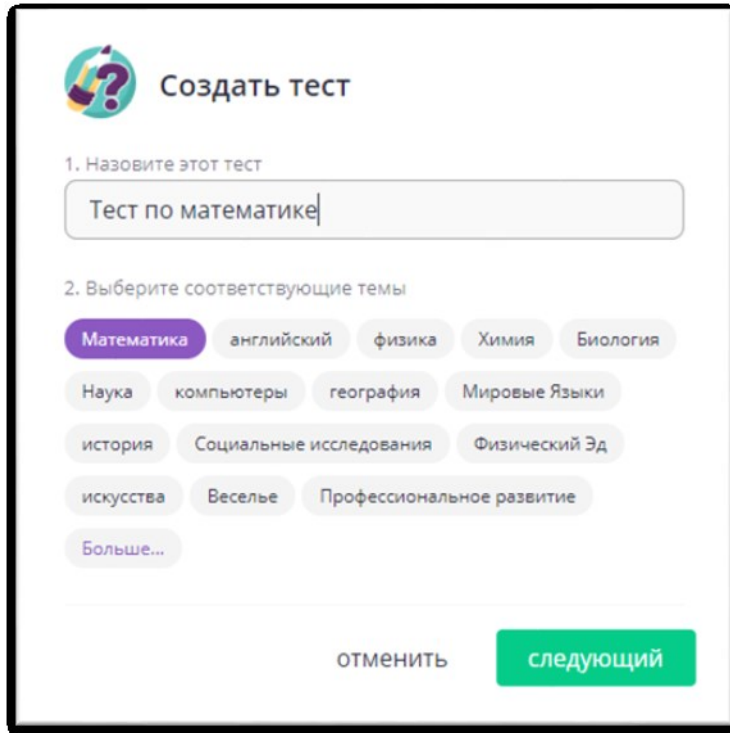 Создать тест
1. Назовите этот тест
Тест по математике
2. Выберите соответствующие темы
Математика английский физика Химия Биология
Наука компьютеры география Мировые Языки
история Социальные исследования Физический Эд
искусства Веселье Профессиональное развитие
Больше...
отменить следующий